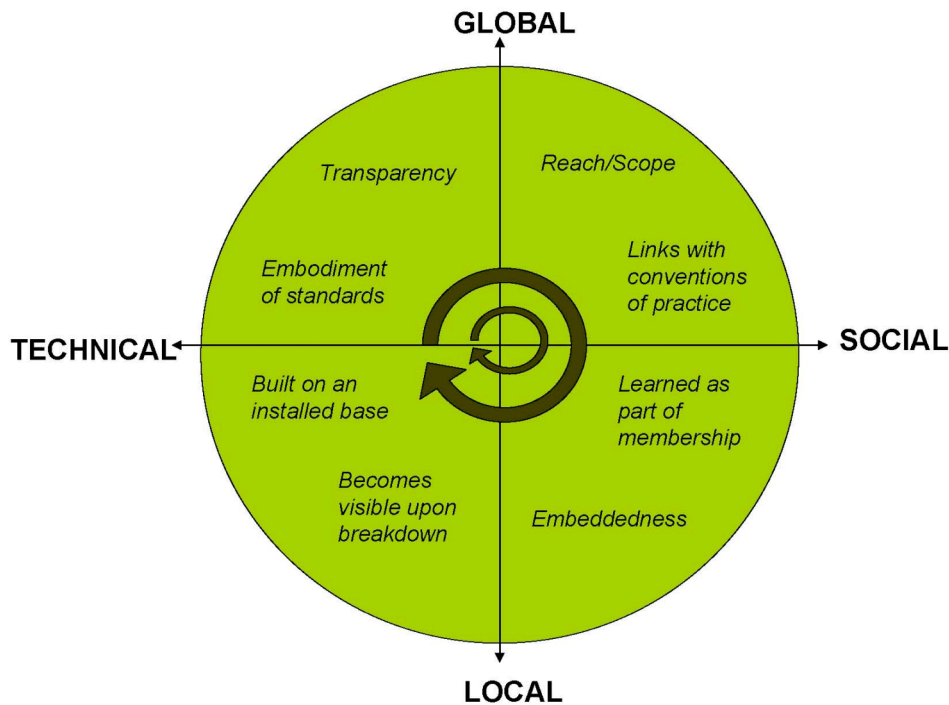 GLOBAL
Transparency
Reach/Scope
Embodiment
of standards
Links with
conventions
of practice
TECHNICAL
SOCIAL
Built on an
installed base
Learned as
part of
membership
Becomes
visible upon
breakdown
Embeddedness
LOCAL